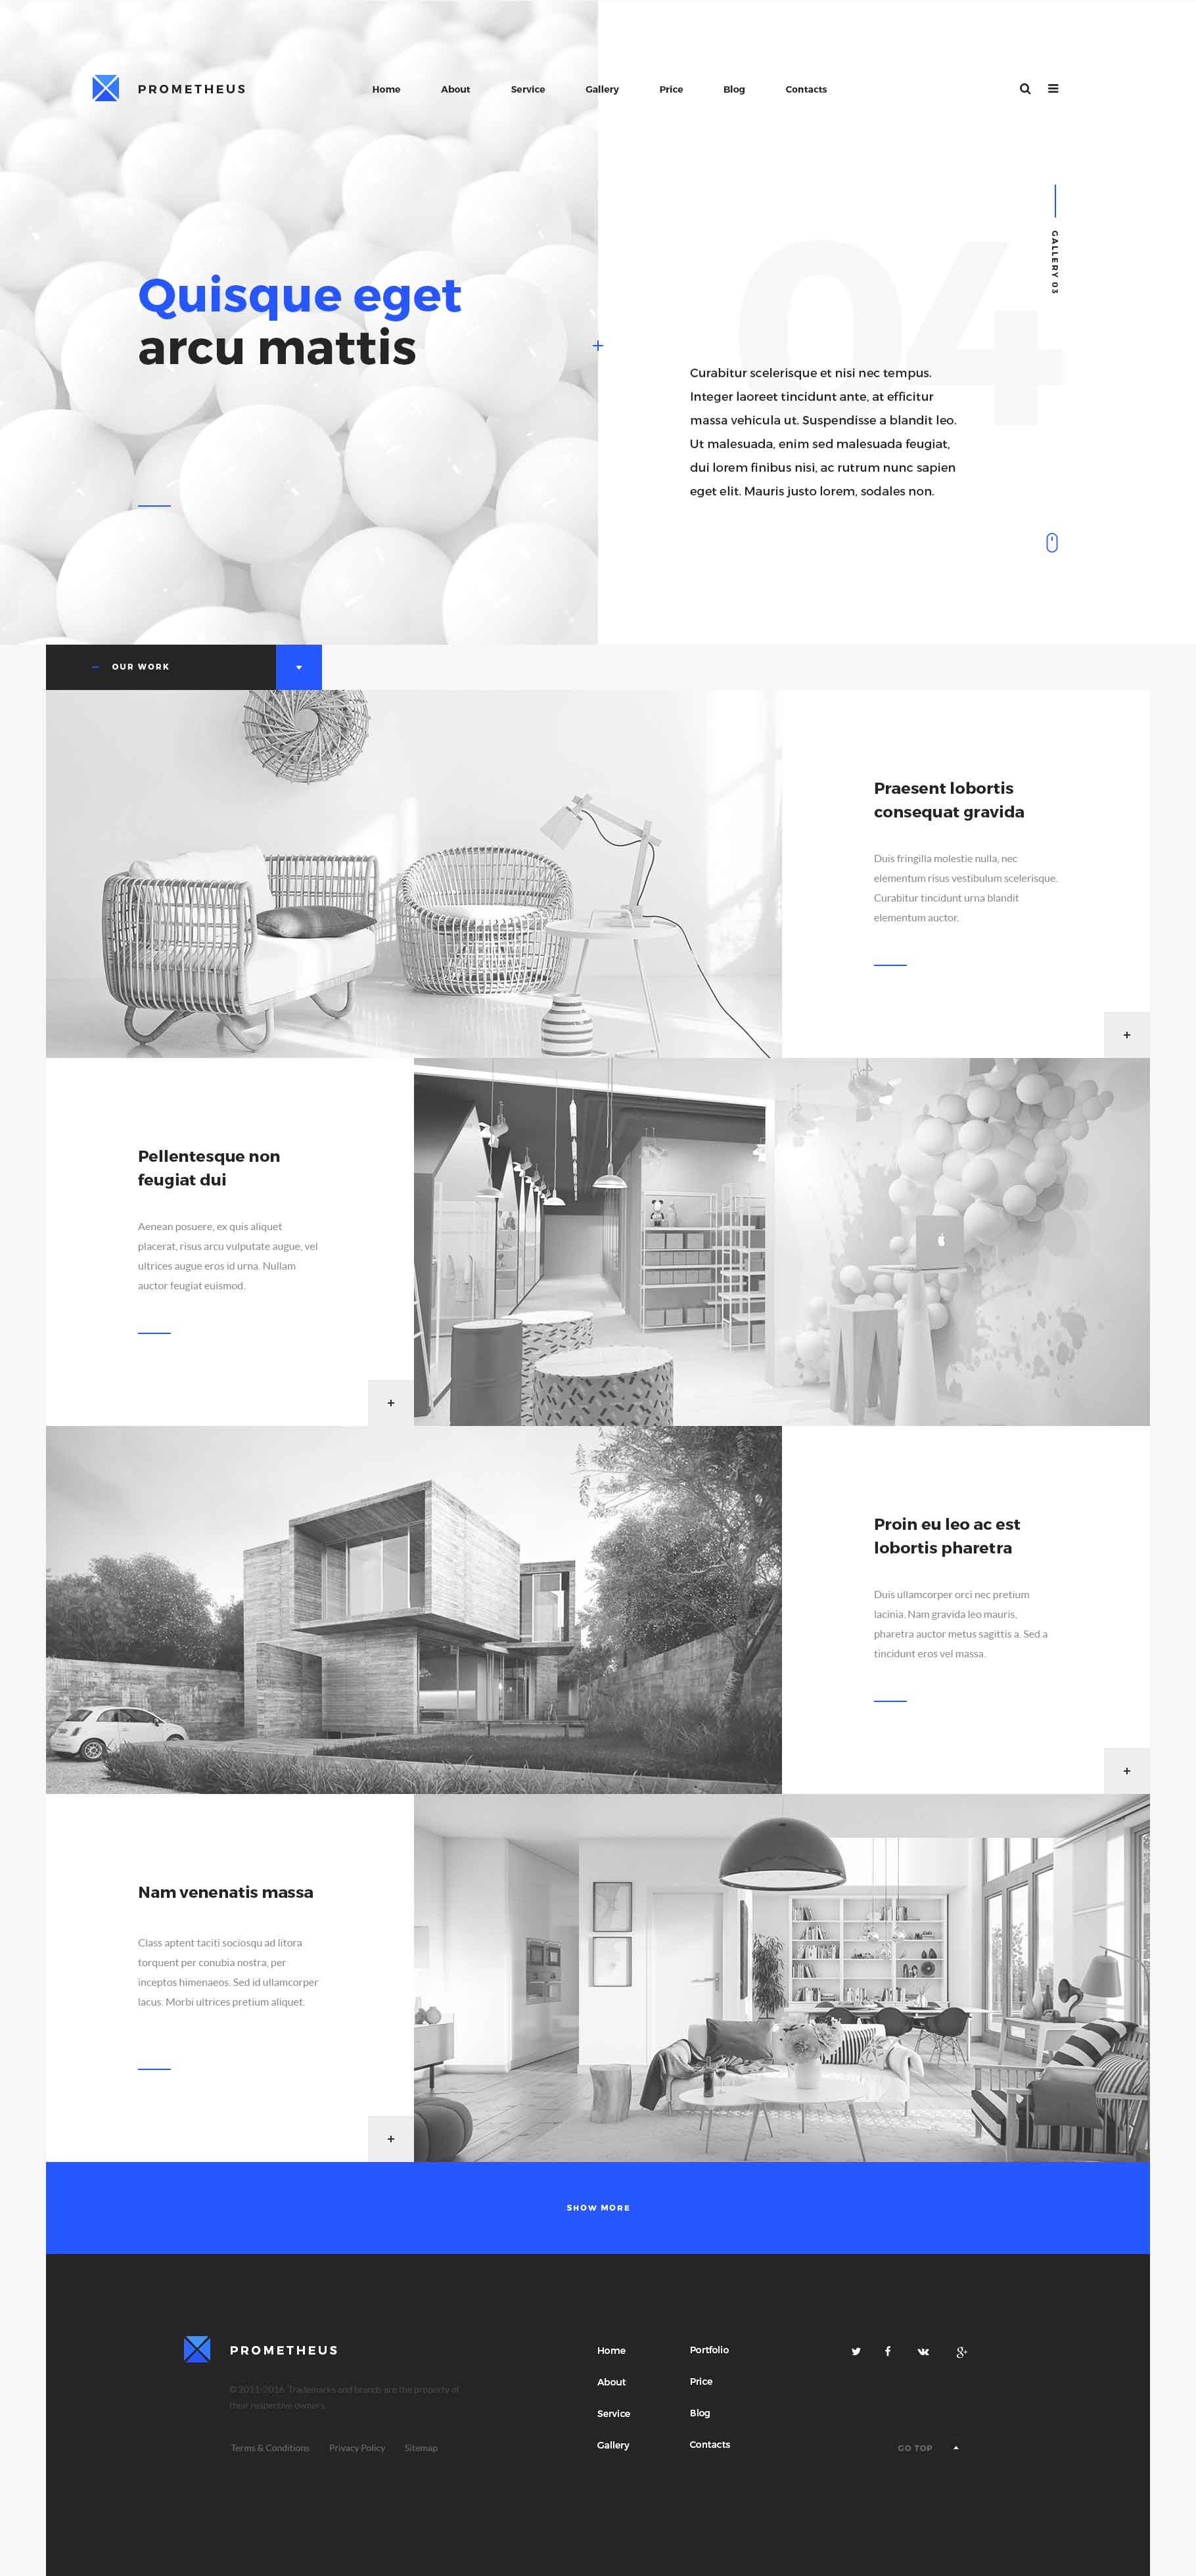 PROMETHEUS
Home About Service Gallery Price Blog Contacts
GALLERY 03
04
Quisque eget
arcu mattis
Curabitur scelerisque et nisi nec tempus.
Integer laoreet tincidunt ante, at efficitur
massa vehicula ut. Suspendisse a blandit leo.
Ut malesuada, enim sed malesuada feugiat,
dui lorem finibus nisi, ac rutrum nunc sapien
eget elit. Mauris justo lorem, sodales non.
OUR WORK
Praesent lobortis
consequat gravida
Duis fringilla molestie nulla, nec
elementum risus vestibulum scelerisque.
Curabitur tincidunt urna blandit
elementum auctor.
Pellentesque non
feugiat dui
Aenean posuere, ex quis aliquet
placerat, risus arcu vulputate augue, vel
ultrices augue eros id urna. Nullam
auctor feugiat euismod.
Proin eu leo ac est
lobortis pharetra
Duis ullamcorper orci nec pretium
lacinia. Nam gravida leo mauris,
pharetra auctor metus sagittis a. Sed a
tincidunt eros vel massa.
Nam venenatis massa
Class aptent taciti sociosqu ad litora
torquent per conubia nostra, per
inceptos himenaeos. Sed id ullamcorper
lacus. Morbi ultrices pretium aliquet.
SHOW MORE
PROMETHEUS
© 2011-2016 Trademarks and brands are the property of
their respective owners.
Terms & Conditions Privacy Policy Sitemap
Home
About
Service
Gallery
Portfolio
Price
Blog
Contacts
GO TOP